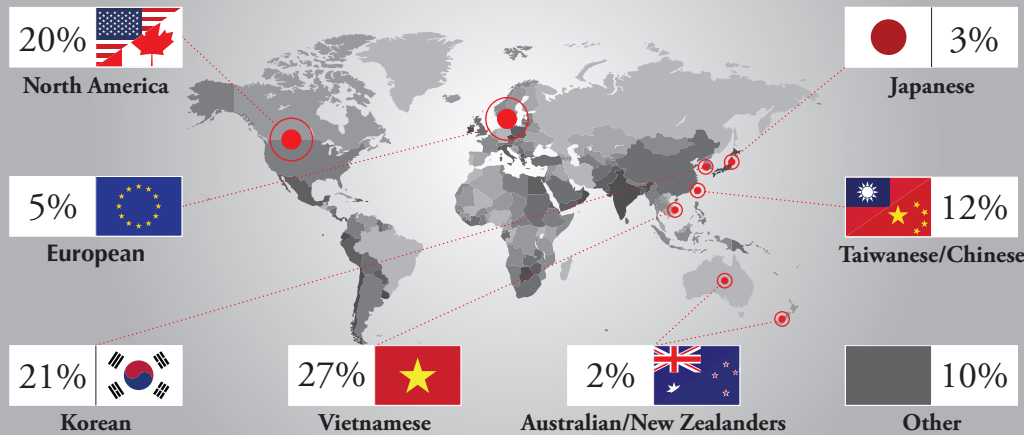 20%
North America
3%
Japanese
5%
European
12%
Taiwanese/Chinese
21%
Korean
27%
Vietnamese
2%
Australian/New Zealanders
10%
Other